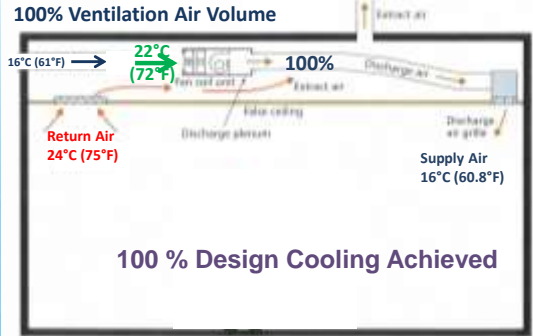 100% Ventilation Air Volume
Extract air
16°C (61°F)
22°C
(72°F)
100%
Fan coil unit
Discharge air
Extract air
False ceiling
Discharge plenum
Discharge
air grille
Return Air
24°C (75°F)
Supply Air
16°C (60.8°F)
100 % Design Cooling Achieved